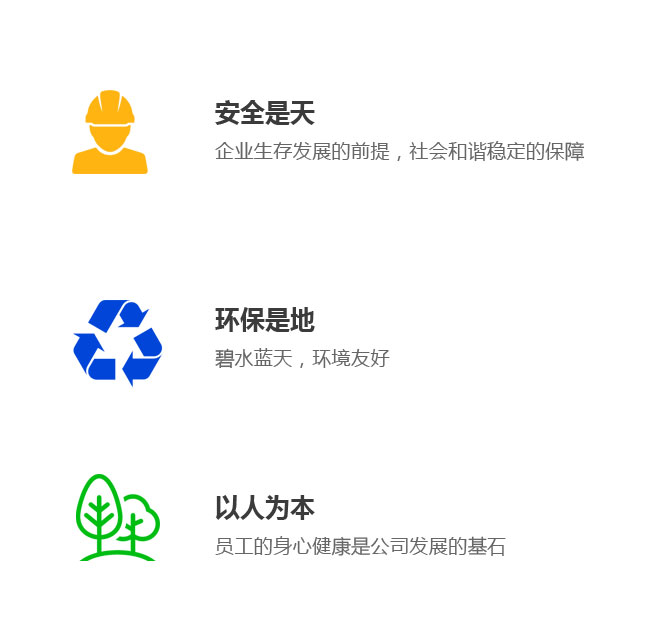 安全是天
企业生存发展的前提，社会和谐稳定的保障
环保是地
碧水蓝天，环境友好
以人为本
员工的身心健康是公司发展的基石